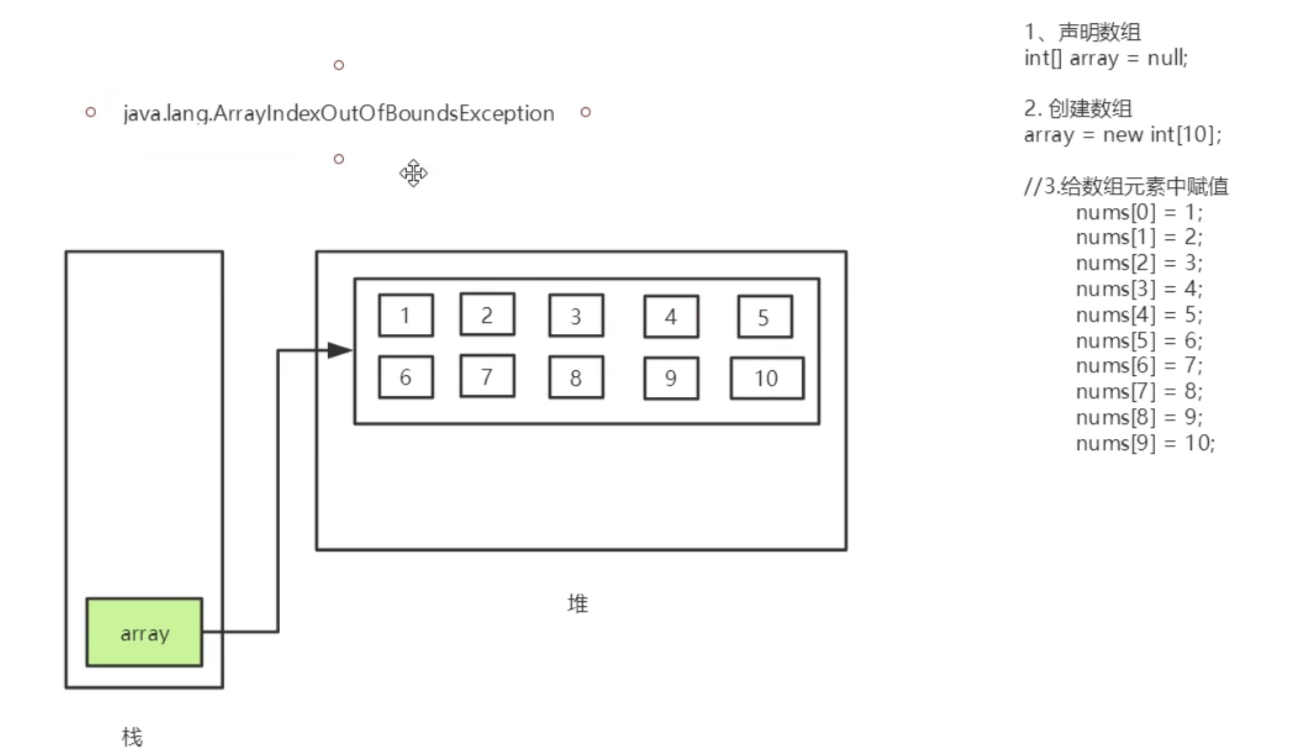 java.lang.ArrayIndexOutOfBoundsException
1、声明数组
int[] array = null;
2. 创建数组
array = new int[10];
//3.给数组元素中赋值
nums[0] = 1;
nums[1] = 2;
nums[2] = 3;
nums[3] = 4;
nums[4] = 5;
nums[5] = 6;
nums[6] = 7;
nums[7] = 8;
nums[8] = 9;
nums[9] = 10;
1 2 3 4 5
6 7 8 9 10
堆
array
栈